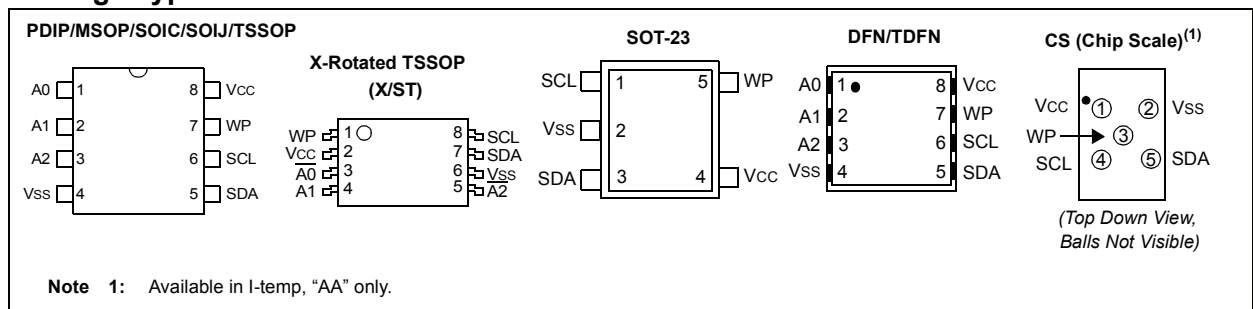 PDIP/MSOP/SOIC/SOIJ/TSSOP
A0 1 8 VCC
A1 2 7 WP
A2 3 6 SCL
VSS 4 5 SDA
X-Rotated TSSOP
(X/ST)
WP 1 8 SCL
VCC 2 7 SDA
A0 3 6 VSS
A1 4 5 A2
SOT-23
SCL 1 5 WP
VSS 2
SDA 3 4 VCC
DFN/TDFN
A0 1 8 VCC
A1 2 7 WP
A2 3 6 SCL
VSS 4 5 SDA
CS (Chip Scale)(1)
VCC 1 2 VSS
WP 3
SCL 4 5 SDA
(Top Down View,
Balls Not Visible)
Note 1: Available in I-temp, “AA” only.